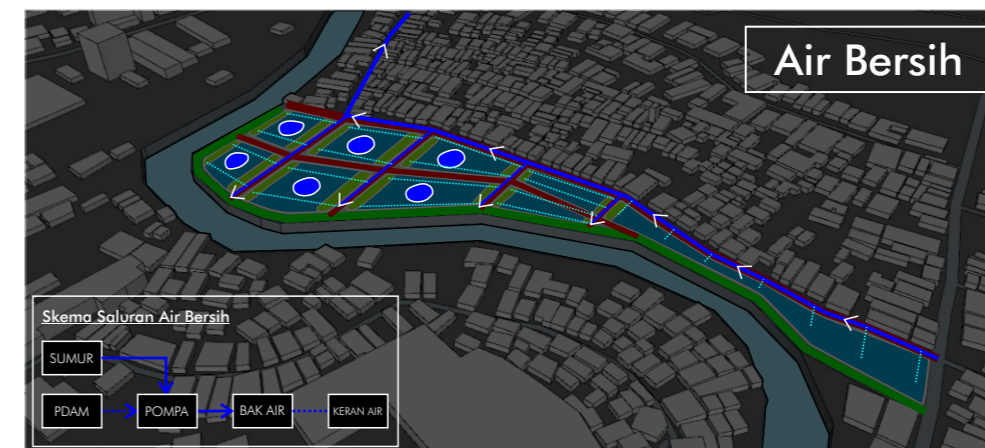 Air Bersih
Skema Saluran Air Bersih
SUMUR
PDAM
POMPA
BAK AIR
KERAN AIR